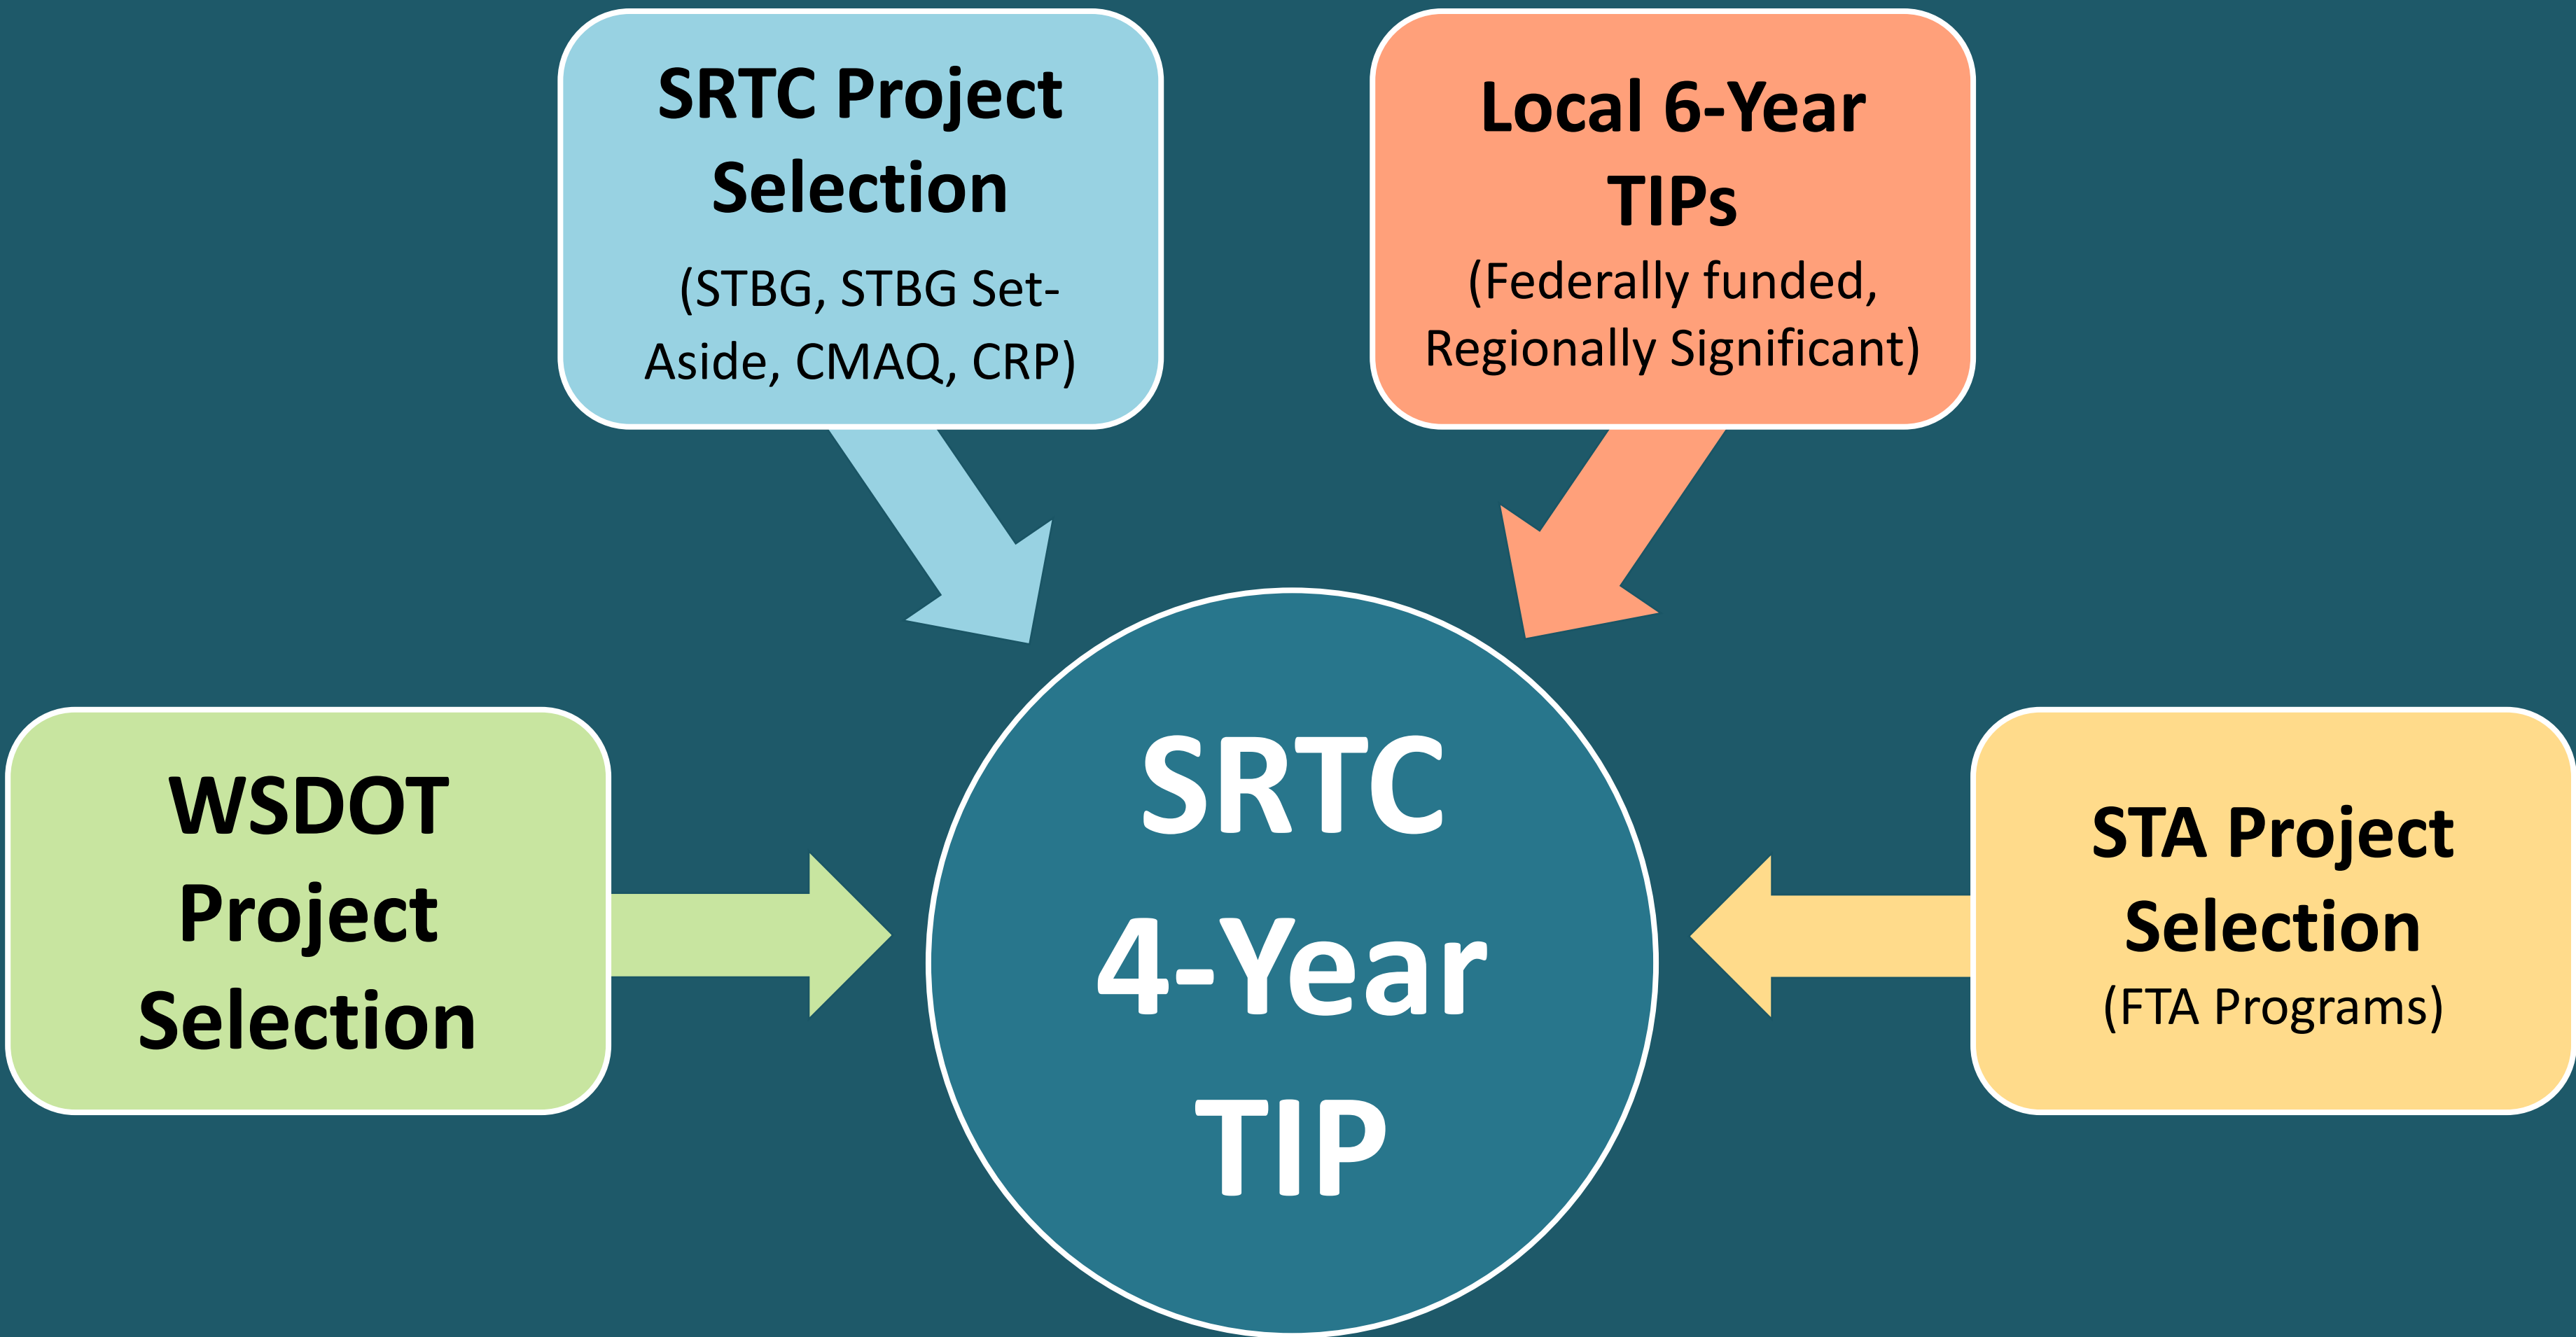 SRTC Project
Selection
(STBG, STBG Set-
Aside, CMAQ, CRP)
Local 6-Year
TIPs
(Federally funded,
Regionally Significant)
WSDOT
Project
Selection
SRTC
4-Year
TIP
STA Project
Selection
(FTA Programs)